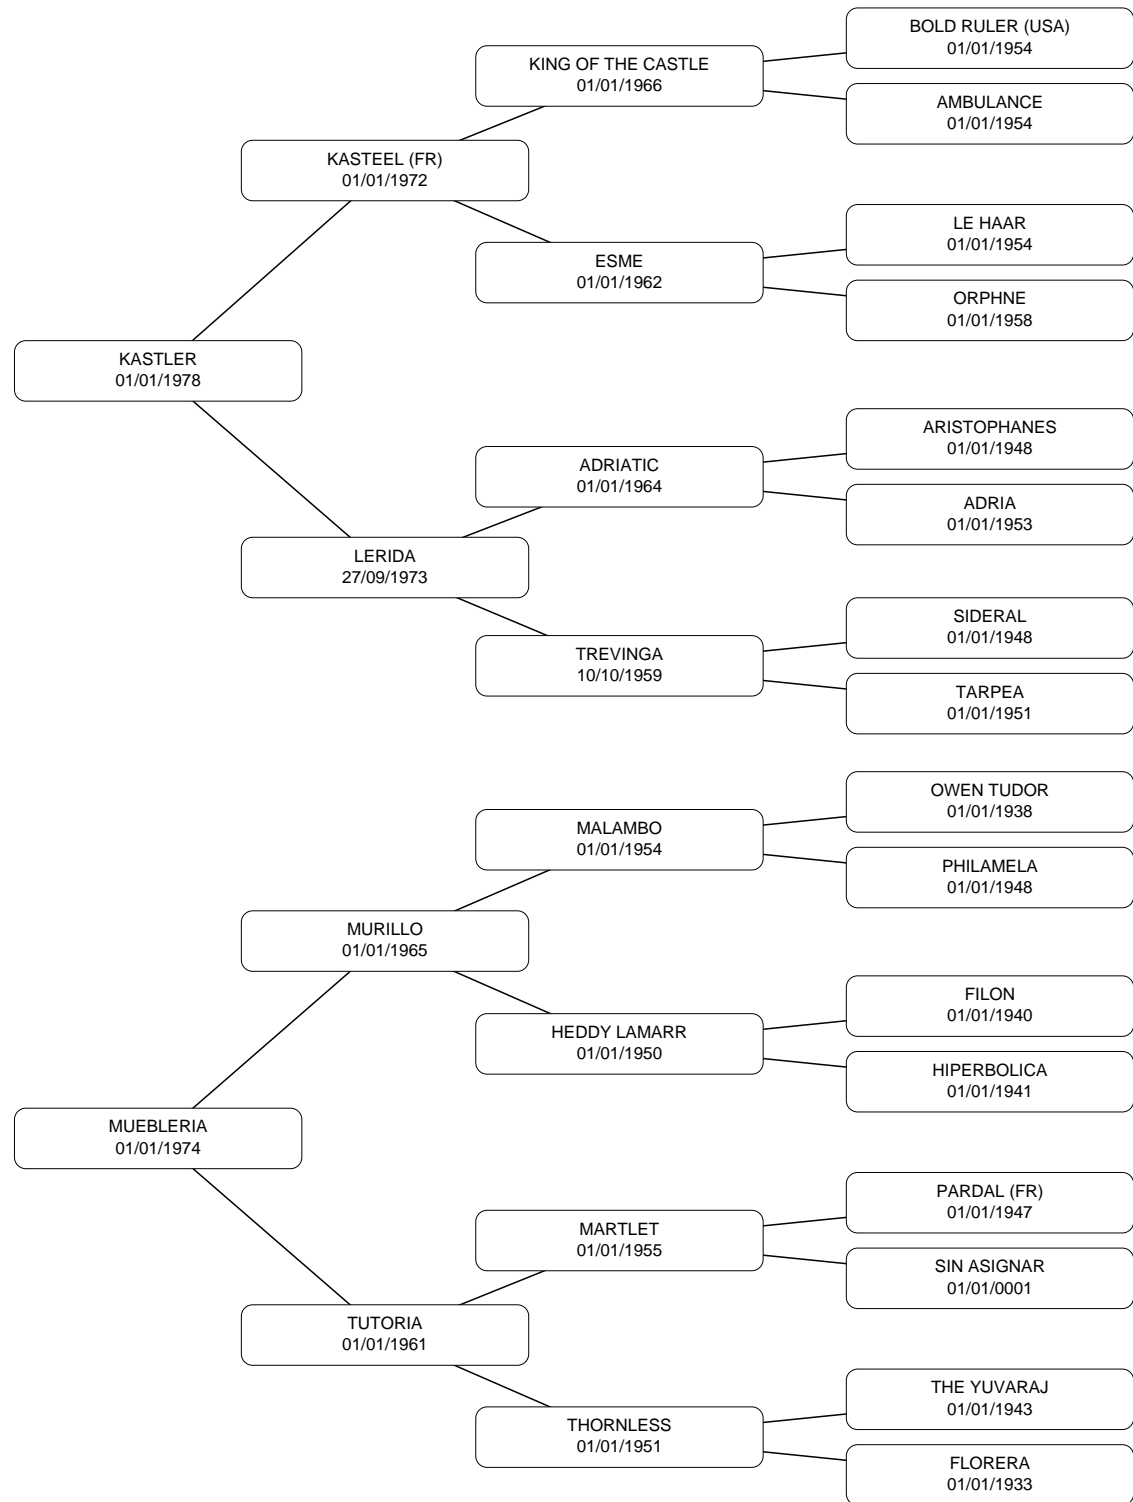 BOLD RULER (USA)
01/01/1954
KING OF THE CASTLE
01/01/1966
AMBULANCE
01/01/1954
KASTEEL (FR)
01/01/1972
LE HAAR
01/01/1954
ESME
01/01/1962
ORPHNE
01/01/1958
KASTLER
01/01/1978
ARISTOPHANES
01/01/1948
ADRIATIC
01/01/1964
ADRIA
01/01/1953
LERIDA
27/09/1973
SIDERAL
01/01/1948
TREVINGA
10/10/1959
TARPEA
01/01/1951
OWEN TUDOR
01/01/1938
MALAMBO
01/01/1954
PHILAMELA
01/01/1948
MURILLO
01/01/1965
FILON
01/01/1940
HEDDY LAMARR
01/01/1950
HIPERBOLICA
01/01/1941
MUEBLERIA
01/01/1974
PARDAL (FR)
01/01/1947
MARTLET
01/01/1955
SIN ASIGNAR
01/01/0001
TUTORIA
01/01/1961
THE YUVARAJ
01/01/1943
THORNLESS
01/01/1951
FLORERA
01/01/1933